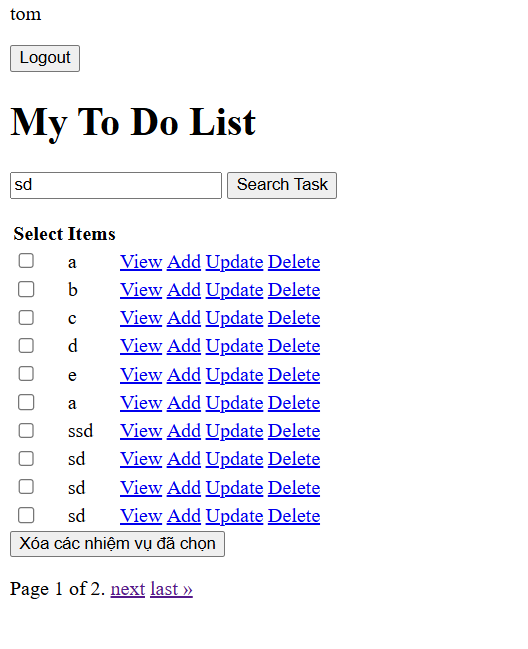 tom
Logout
My To Do List
sd Search Task
Select Items
a View Add Update Delete
b View Add Update Delete
c View Add Update Delete
d View Add Update Delete
e View Add Update Delete
a View Add Update Delete
ssd View Add Update Delete
sd View Add Update Delete
sd View Add Update Delete
sd View Add Update Delete
Xóa các nhiệm vụ đã chọn
Page 1 of 2. next last »